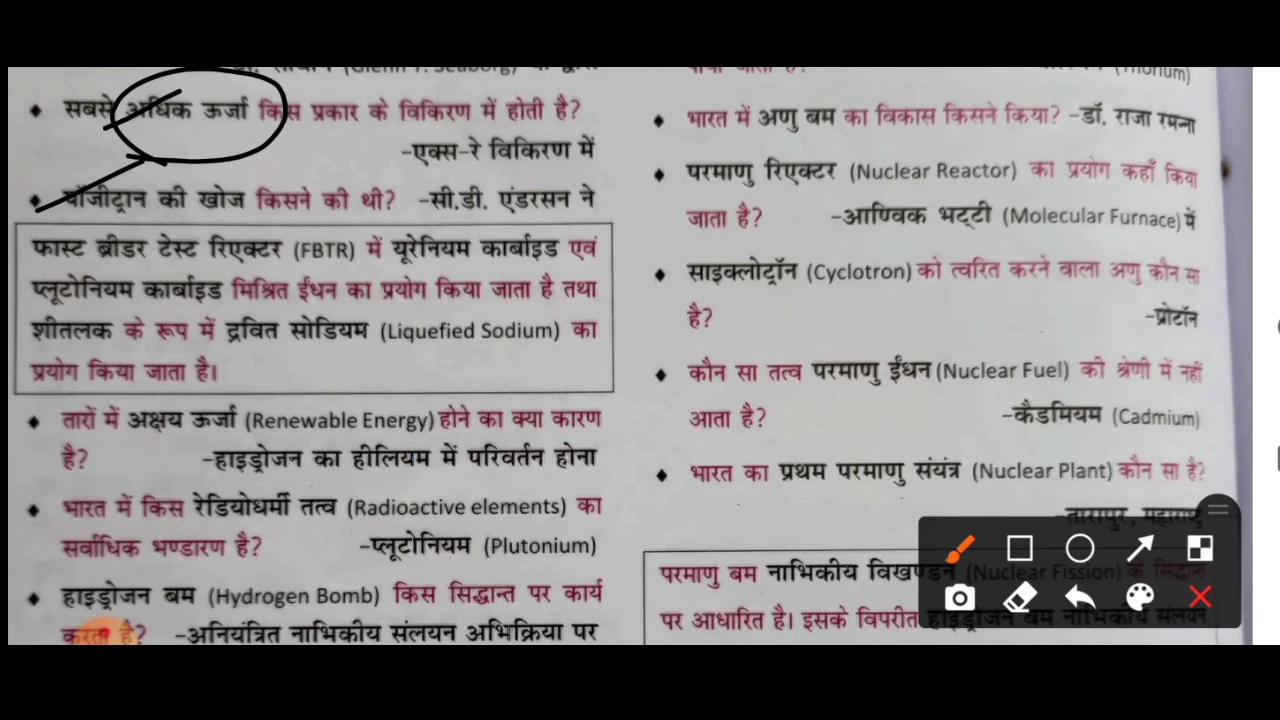 (Glenn T. Seaborg)
सबसे अधिक ऊर्जा किस प्रकार के विकिरण में होती है?
-एक्स-रे विकिरण में
पोजीट्रान की खोज किसने की थी? -सी.डी. एंडरसन ने
फास्ट ब्रीडर टेस्ट रिएक्टर (FBTR) में यूरेनियम कार्बाइड एवं
प्लूटोनियम कार्बाइड मिश्रित ईंधन का प्रयोग किया जाता है तथा
शीतलक के रूप में द्रवित सोडियम (Liquefied Sodium) का
प्रयोग किया जाता है।
तारों में अक्षय ऊर्जा (Renewable Energy) होने का क्या कारण
है? -हाइड्रोजन का हीलियम में परिवर्तन होना
भारत में किस रेडियोधर्मी तत्व (Radioactive elements) का
सर्वाधिक भण्डारण है? -प्लूटोनियम (Plutonium)
हाइड्रोजन बम (Hydrogen Bomb) किस सिद्धान्त पर कार्य
करता है? -अनियंत्रित नाभिकीय संलयन अभिक्रिया पर
(Thorium)
भारत में अणु बम का विकास किसने किया? -डॉ. राजा रमन्ना
परमाणु रिएक्टर (Nuclear Reactor) का प्रयोग कहाँ किया
जाता है? -आण्विक भट्टी (Molecular Furnace) में
साइक्लोट्रॉन (Cyclotron) को त्वरित करने वाला अणु कौन सा
है? -प्रोटॉन
कौन सा तत्व परमाणु ईंधन (Nuclear Fuel) की श्रेणी में नहीं
आता है? -कैडमियम (Cadmium)
भारत का प्रथम परमाणु संयंत्र (Nuclear Plant) कौन सा है?
-तारापुर, महाराष्ट्र
परमाणु बम नाभिकीय विखण्डन (Nuclear Fission) के सिद्धान्त
पर आधारित है। इसके विपरीत हाइड्रोजन बम नाभिकीय संलयन